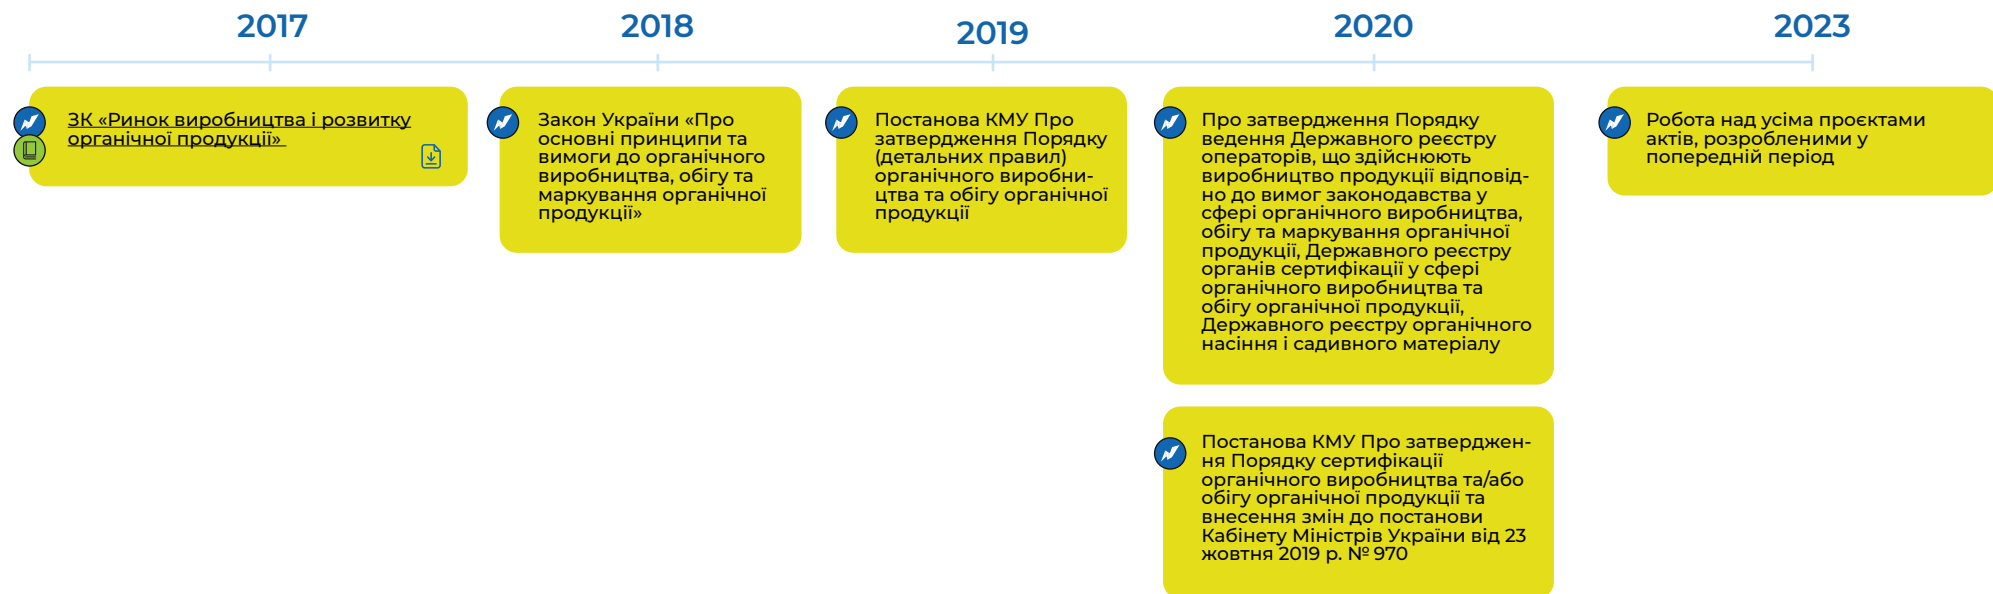 2017
2018
2019
2020
2023
ЗК «Ринок виробництва і розвитку
органічної продукції»
Закон України «Про
основні принципи та
вимоги до органічного
виробництва, обігу та
маркування органічної
продукції»
Постанова КМУ Про
затвердження Порядку
(детальних правил)
органічного виробни-
цтва та обігу органічної
продукції
Про затвердження Порядку
ведення Державного реєстру
операторів, що здійснюють
виробництво продукції відповід-
но до вимог законодавства у
сфері органічного виробництва,
обігу та маркування органічної
продукції, Державного реєстру
органів сертифікації у сфері
органічного виробництва та
обігу органічної продукції,
Державного реєстру органічного
насіння і садивного матеріалу
Постанова КМУ Про затверджен-
ня Порядку сертифікації
органічного виробництва та/або
обігу органічної продукції та
внесення змін до постанови
Кабінету Міністрів України від 23
жовтня 2019 р. № 970
Робота над усіма проєктами
актів, розробленими у
попередній період